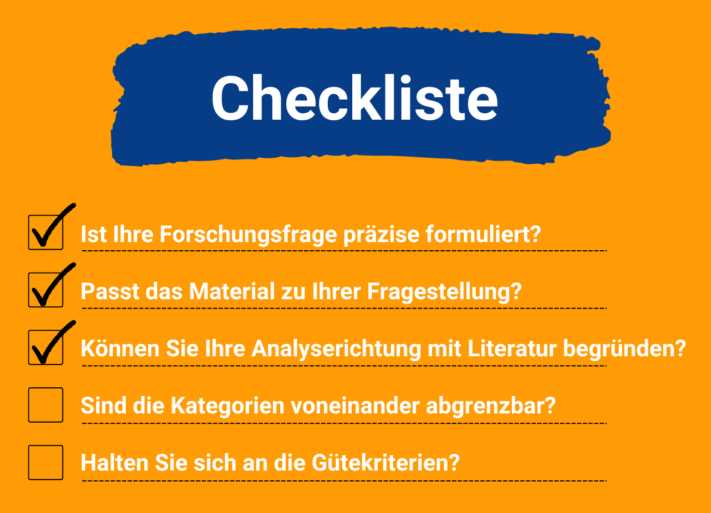 Checkliste
Ist Ihre Forschungsfrage präzise formuliert?
Passt das Material zu Ihrer Fragestellung?
Können Sie Ihre Analyserichtung mit Literatur begründen?
Sind die Kategorien voneinander abgrenzbar?
Halten Sie sich an die Gütekriterien?